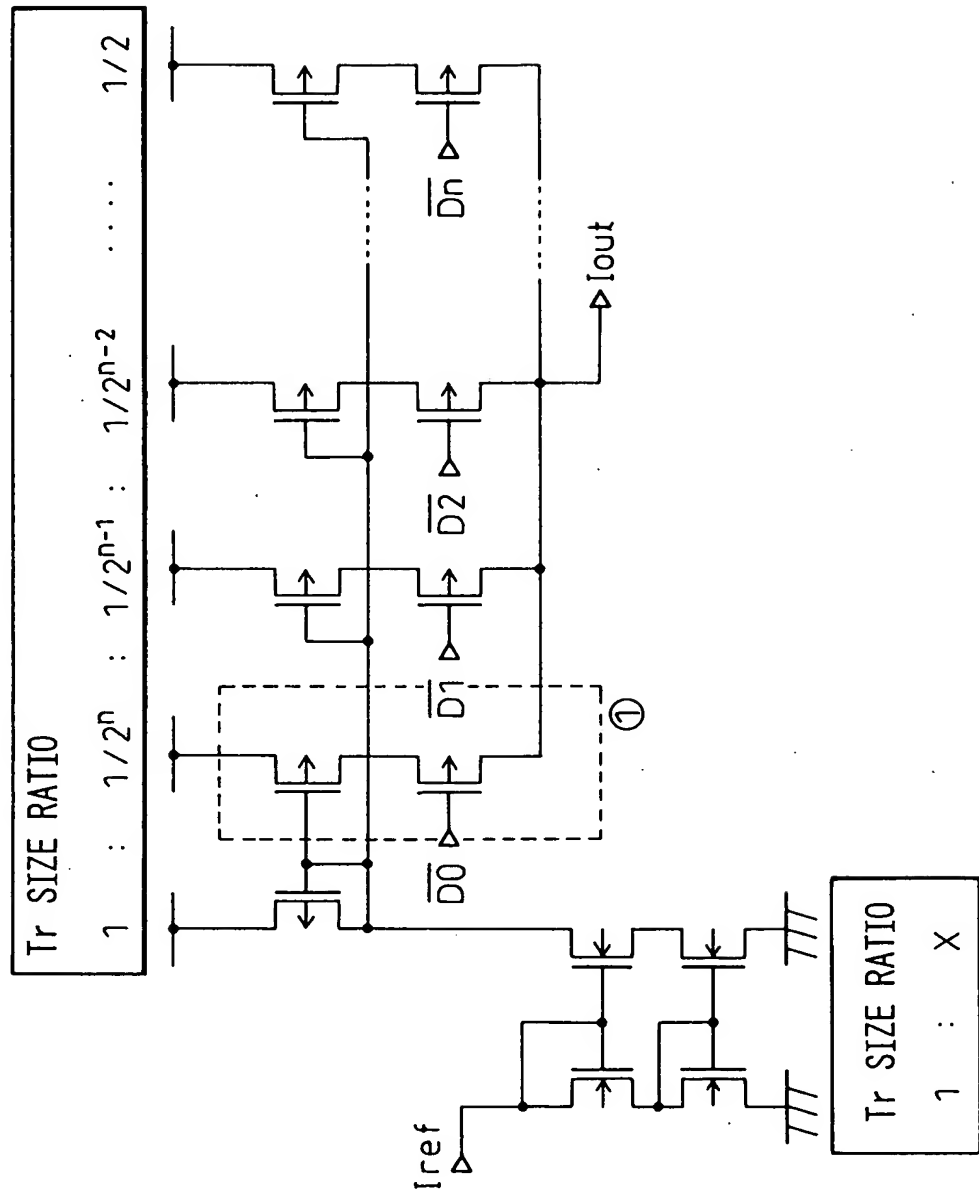 Tr SIZE RATIO
1 : 1/2ⁿ : 1/2ⁿ⁻¹ : 1/2ⁿ⁻² .... 1/2
D̅0̅
D̅1̅
D̅2̅
D̅n̅
①
Iout
Iref
Tr SIZE RATIO
1 : X